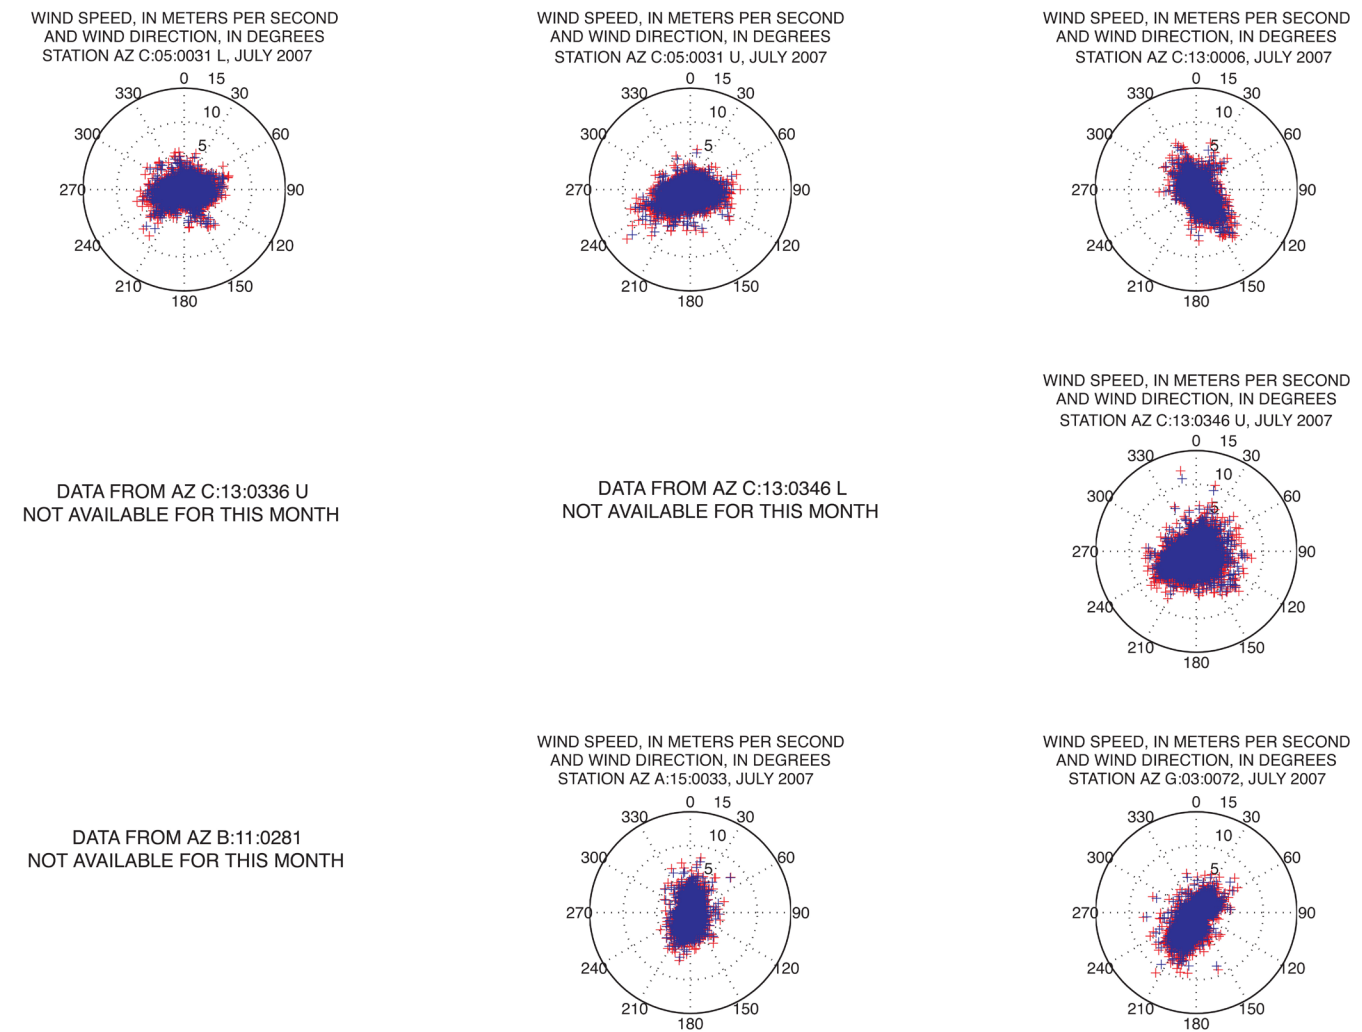 WIND SPEED, IN METERS PER SECOND
AND WIND DIRECTION, IN DEGREES
STATION AZ C:05:0031 L, JULY 2007
0 15
330 30
10
300 60
5
270 90
240 120
210 150
180
WIND SPEED, IN METERS PER SECOND
AND WIND DIRECTION, IN DEGREES
STATION AZ C:05:0031 U, JULY 2007
0 15
330 30
10
300 60
5
270 90
240 120
210 150
180
WIND SPEED, IN METERS PER SECOND
AND WIND DIRECTION, IN DEGREES
STATION AZ C:13:0006, JULY 2007
0 15
330 30
10
300 60
5
270 90
240 120
210 150
180
DATA FROM AZ C:13:0336 U
NOT AVAILABLE FOR THIS MONTH
DATA FROM AZ C:13:0346 L
NOT AVAILABLE FOR THIS MONTH
WIND SPEED, IN METERS PER SECOND
AND WIND DIRECTION, IN DEGREES
STATION AZ C:13:0346 U, JULY 2007
0 15
330 30
10
300 60
5
270 90
240 120
210 150
180
DATA FROM AZ B:11:0281
NOT AVAILABLE FOR THIS MONTH
WIND SPEED, IN METERS PER SECOND
AND WIND DIRECTION, IN DEGREES
STATION AZ A:15:0033, JULY 2007
0 15
330 30
10
300 60
5
270 90
240 120
210 150
180
WIND SPEED, IN METERS PER SECOND
AND WIND DIRECTION, IN DEGREES
STATION AZ G:03:0072, JULY 2007
0 15
330 30
10
300 60
5
270 90
240 120
210 150
180